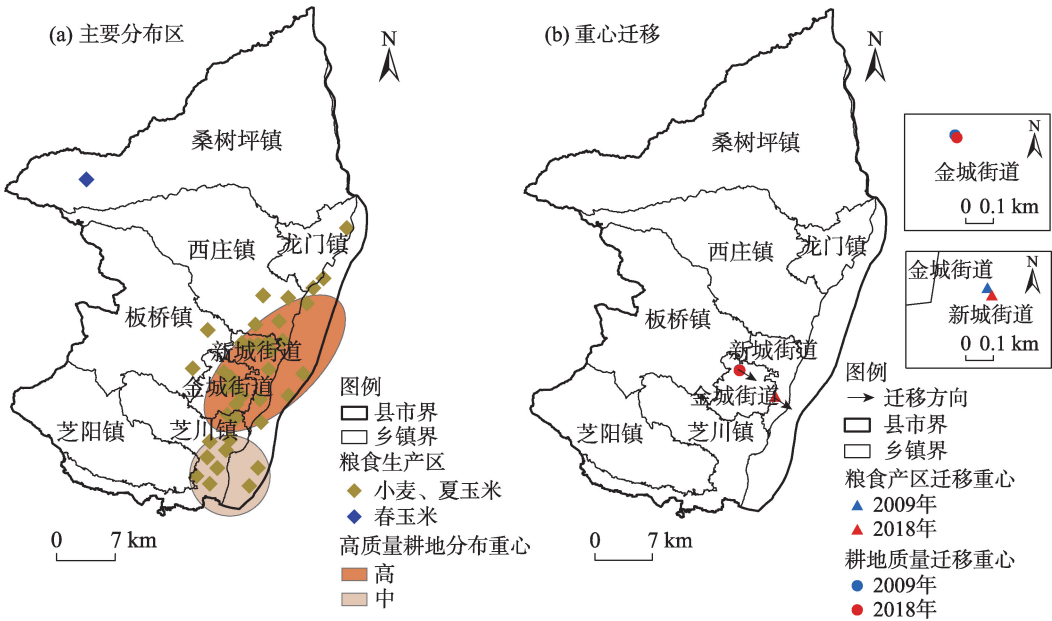 (a) 主要分布区
N
桑树坪镇
西庄镇
龙门镇
板桥镇
新城街道
金城街道
芝阳镇
芝川镇
0 7 km
图例
县市界
乡镇界
粮食生产区
小麦、夏玉米
春玉米
高质量耕地分布重心
高
中
(b) 重心迁移
N
桑树坪镇
西庄镇
龙门镇
板桥镇
新城街道
金城街道
芝阳镇
芝川镇
0 7 km
N
金城街道
0 0.1 km
金城街道
N
新城街道
0 0.1 km
图例
迁移方向
县市界
乡镇界
粮食产区迁移重心
2009年
2018年
耕地质量迁移重心
2009年
2018年